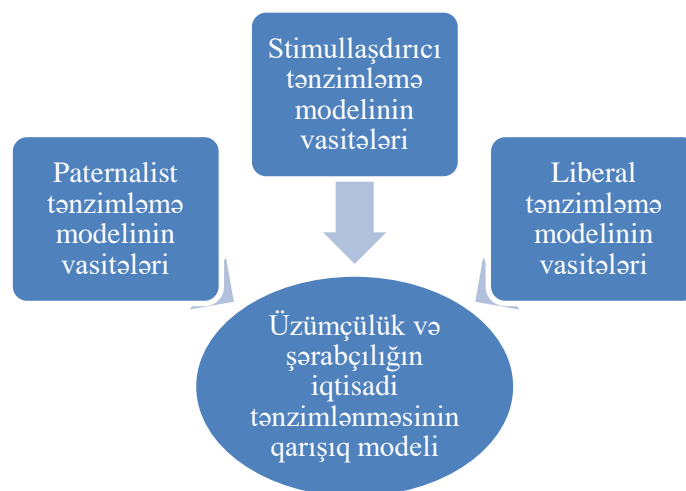 Stimullaşdırıcı
tənzimləmə
modelinin
vasitələri
Paternalist
tənzimləmə
modelinin
vasitələri
Liberal
tənzimləmə
modelinin
vasitələri
Üzümçülük və
şərabçılığın
iqtisadi
tənzimlənməsinin
qarışıq modeli